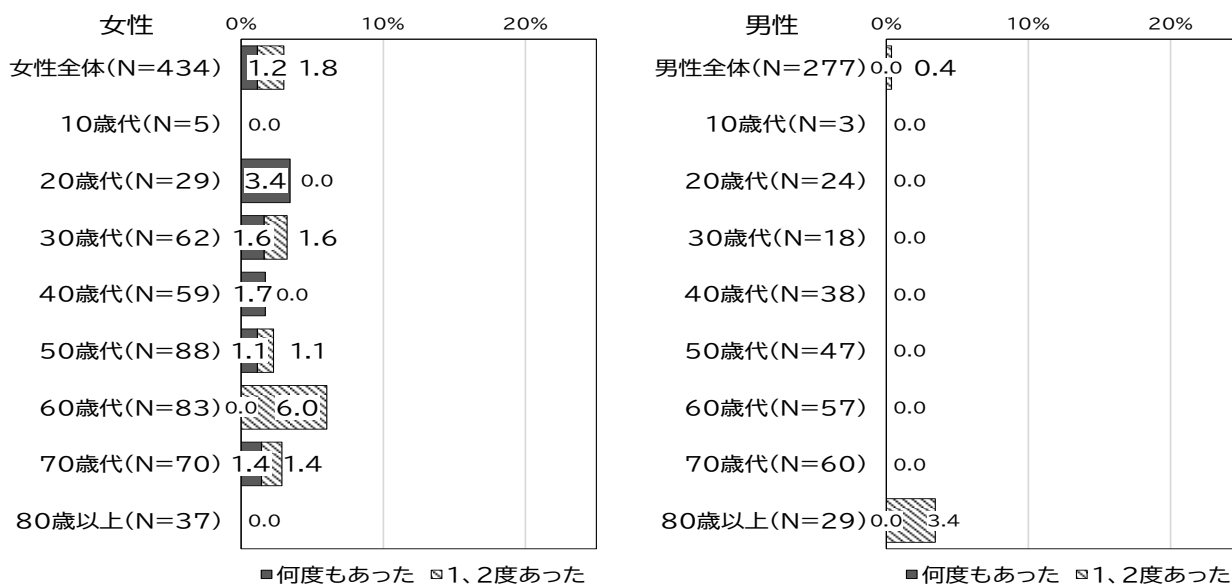 女性
0%
10%
20%
女性全体(N=434)
1.2
1.8
10歳代(N=5)
0.0
20歳代(N=29)
3.4
0.0
30歳代(N=62)
1.6
1.6
40歳代(N=59)
1.7
0.0
50歳代(N=88)
1.1
1.1
60歳代(N=83)
0.0
6.0
70歳代(N=70)
1.4
1.4
80歳以上(N=37)
0.0
何度もあった
1、2度あった
男性
0%
10%
20%
男性全体(N=277)
0.0
0.4
10歳代(N=3)
0.0
20歳代(N=24)
0.0
30歳代(N=18)
0.0
40歳代(N=38)
0.0
50歳代(N=47)
0.0
60歳代(N=57)
0.0
70歳代(N=60)
0.0
80歳以上(N=29)
0.0
3.4
何度もあった
1、2度あった